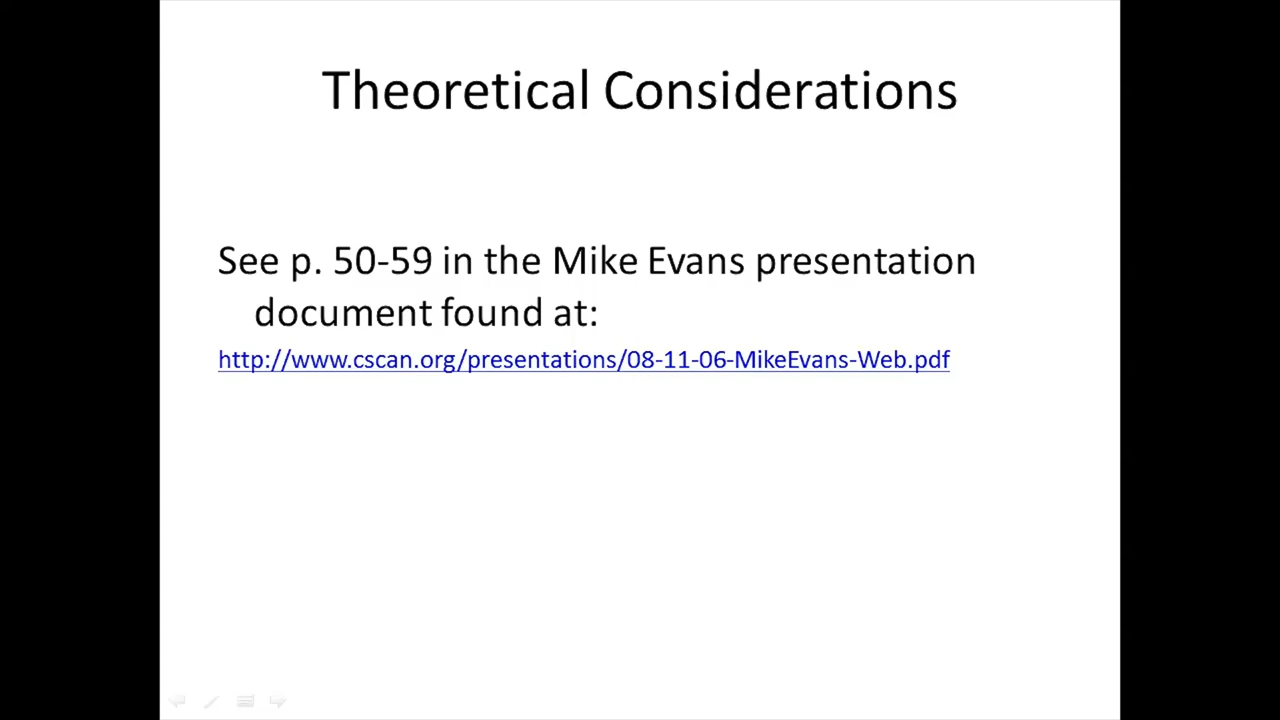 Theoretical Considerations
See p. 50-59 in the Mike Evans presentation
document found at:
http://www.cscan.org/presentations/08-11-06-MikeEvans-Web.pdf